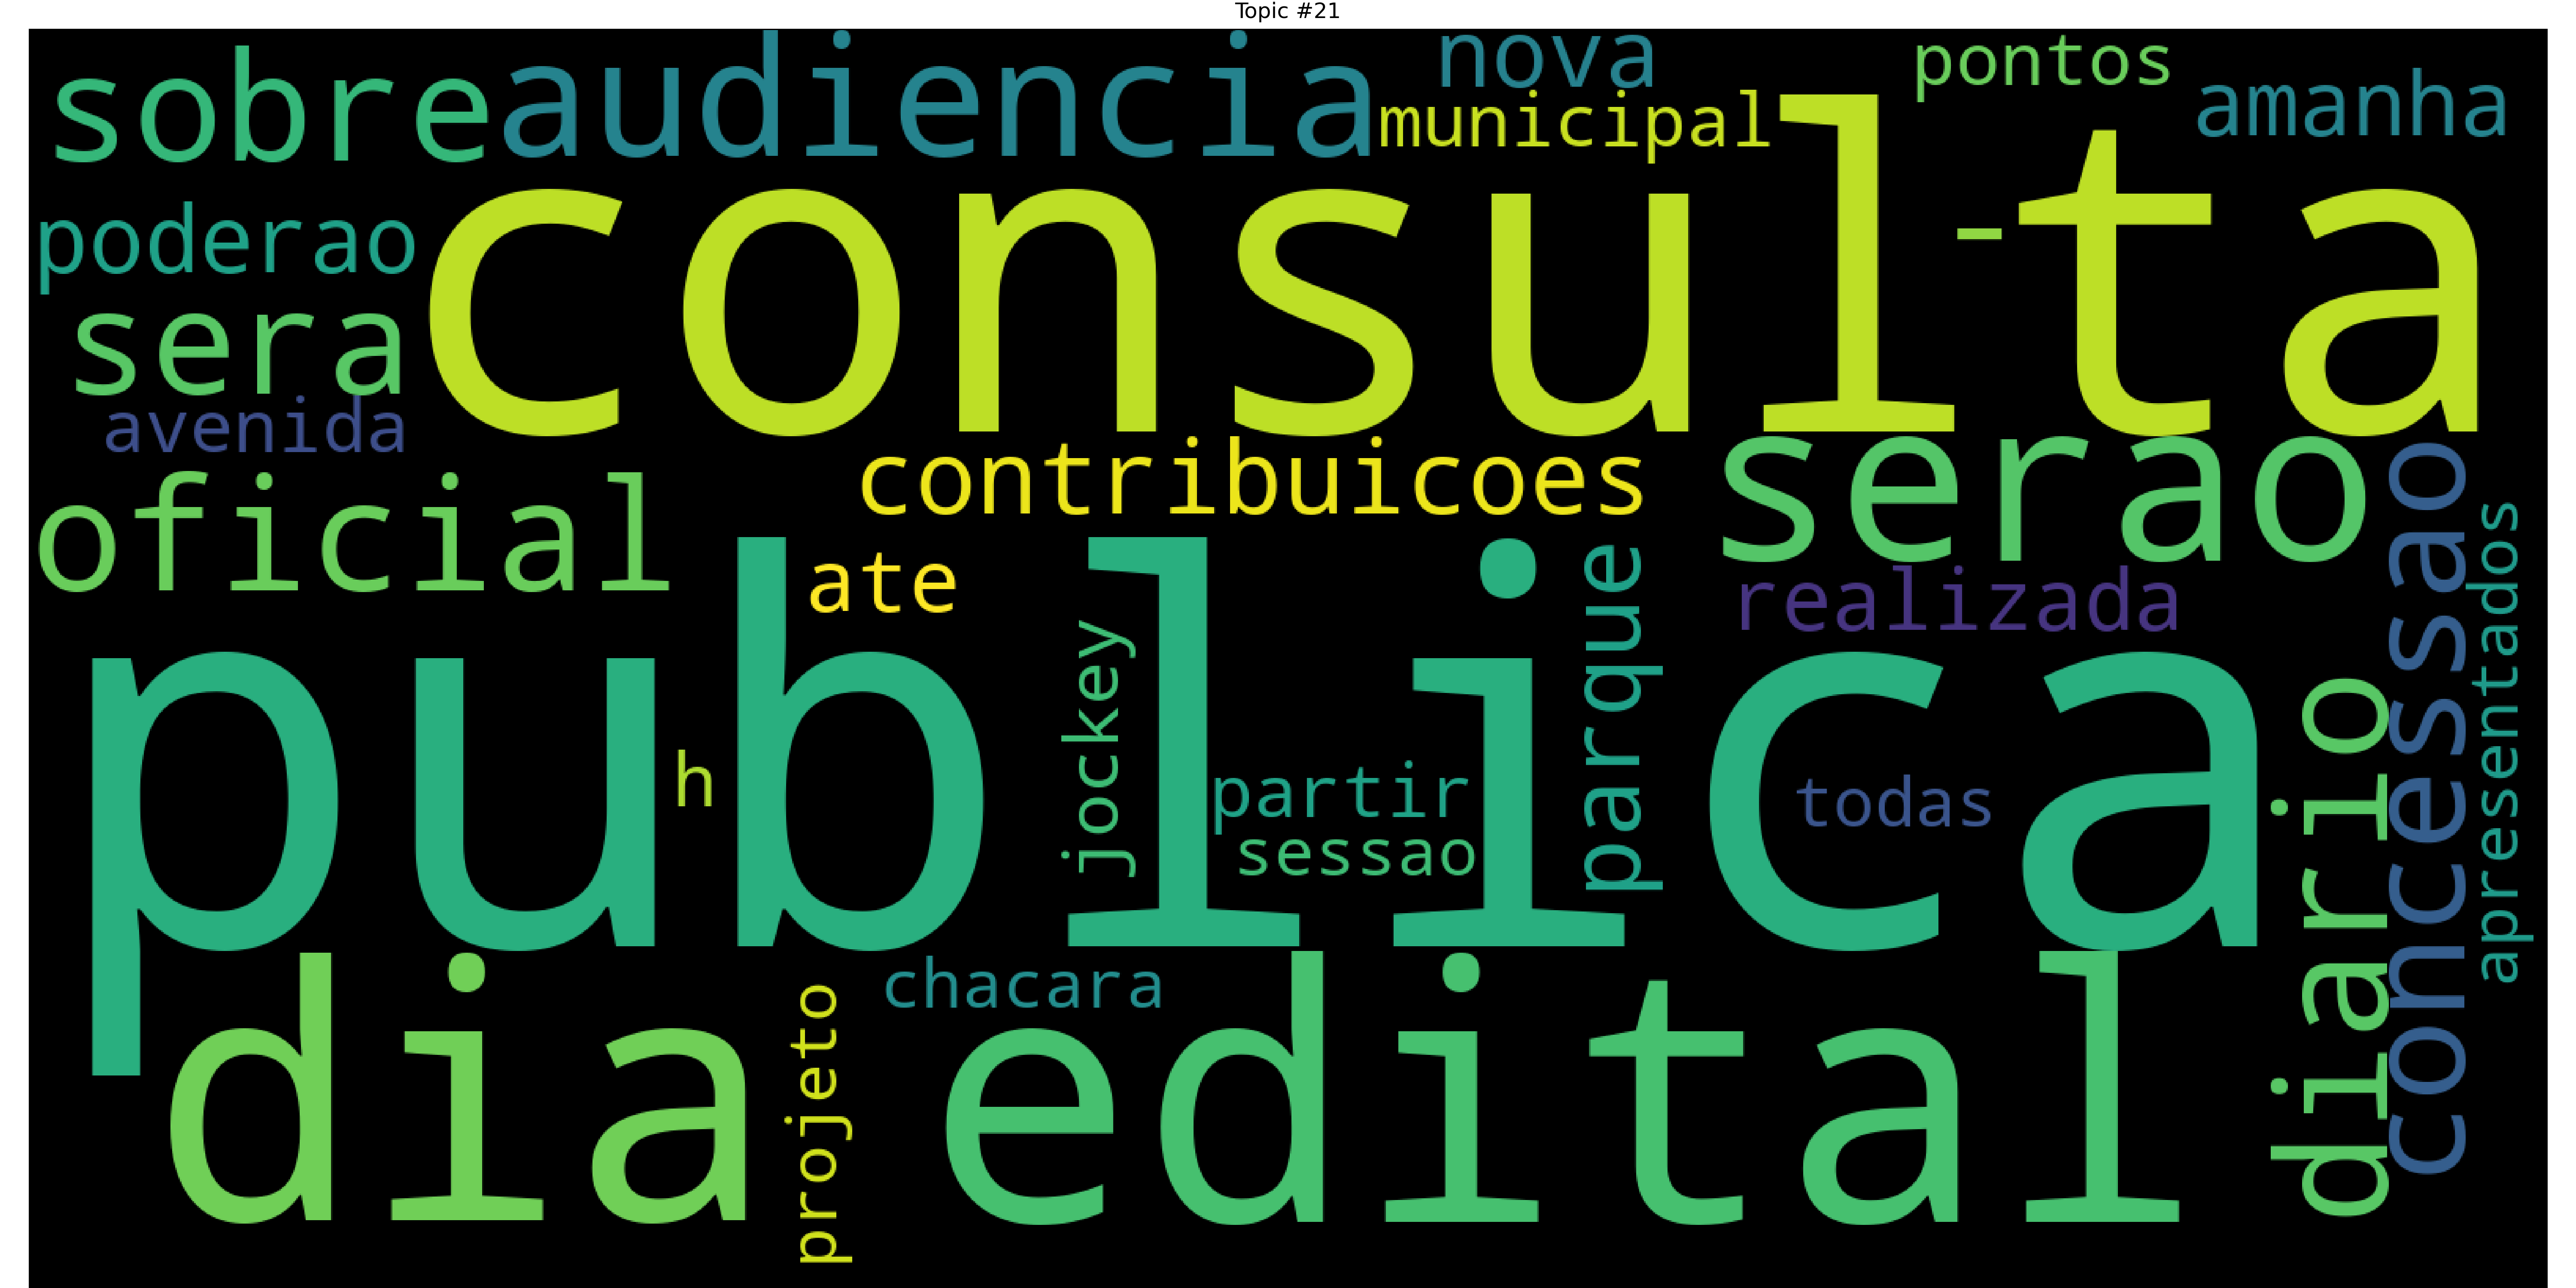 Topic #21
nova
pontos
sobre
audiencia
municipal
amanha
poderao
consulta
-
sera
avenida
contribuicoes
serao
oficial
ate
realizada
publica
jockey
parque
h
partir
todas
sessao
diario
concessao
apresentados
dia
projeto
chacara
edital